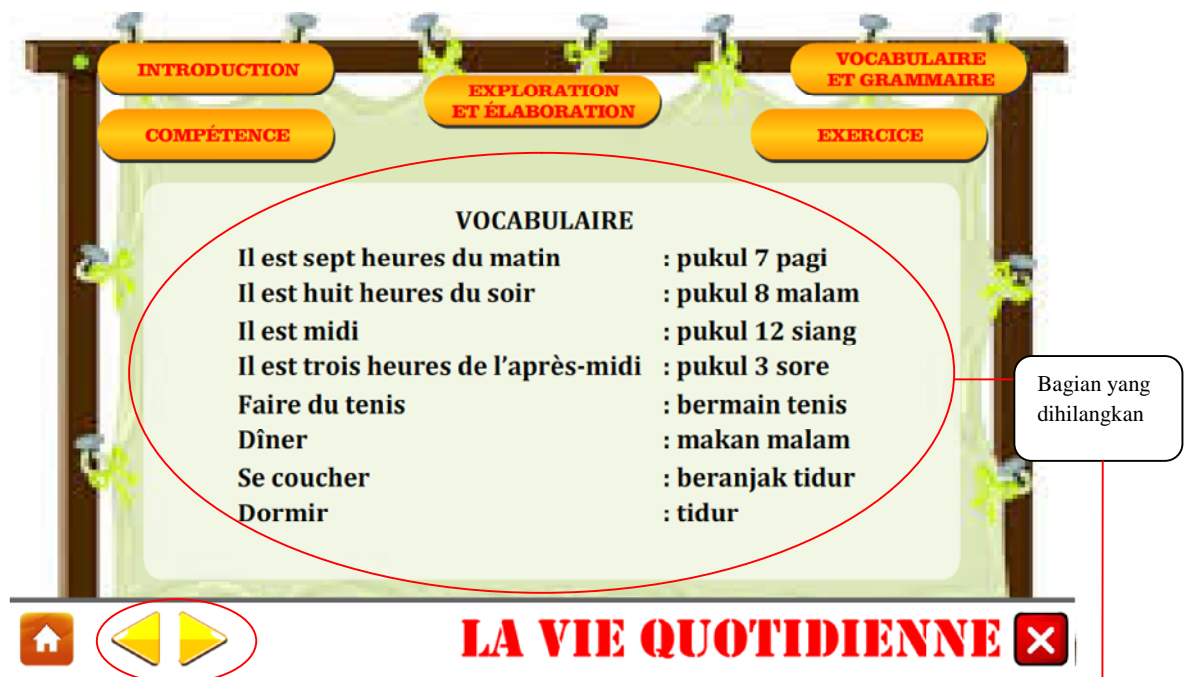 INTRODUCTION
EXPLORATION
ET ÉLABORATION
VOCABULAIRE
ET GRAMMAIRE
COMPÉTENCE
EXERCICE
VOCABULAIRE
Il est sept heures du matin : pukul 7 pagi
Il est huit heures du soir : pukul 8 malam
Il est midi : pukul 12 siang
Il est trois heures de l'après-midi : pukul 3 sore
Faire du tenis : bermain tenis
Dîner : makan malam
Se coucher : beranjak tidur
Dormir : tidur
Bagian yang
dihilangkan
LA VIE QUOTIDIENNE